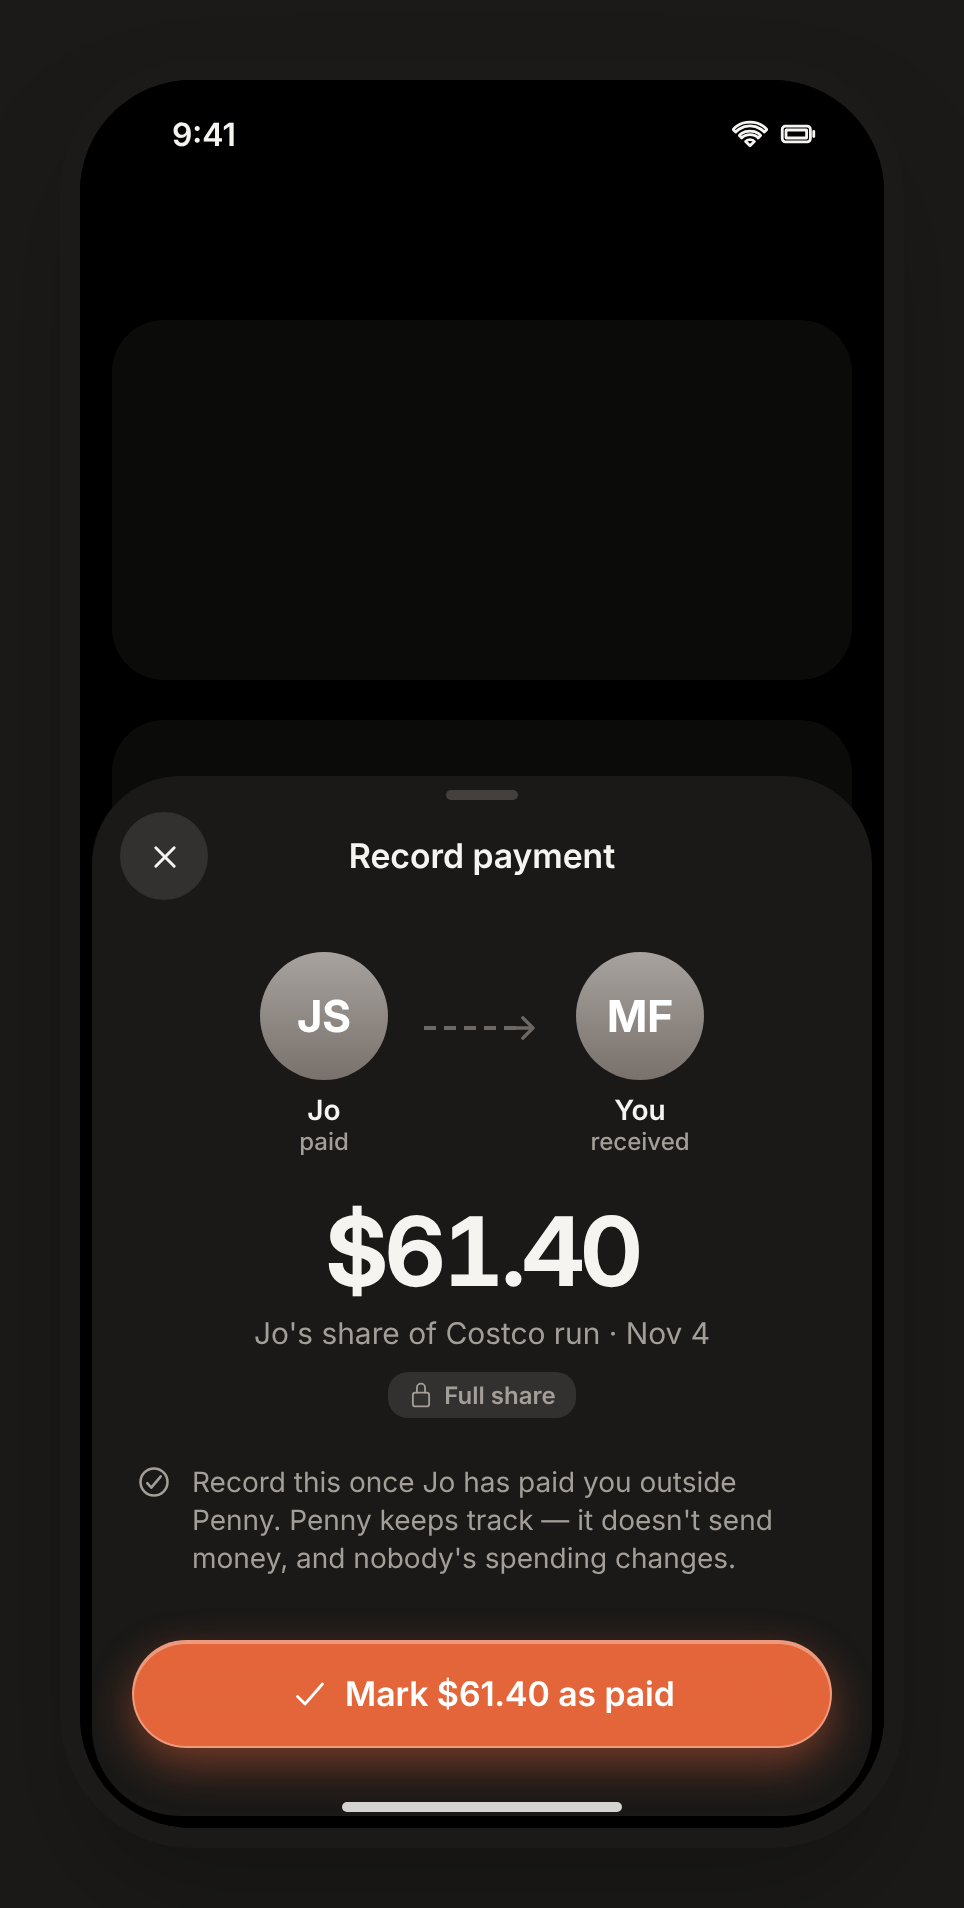 9:41
Record payment
JS
MF
Jo
You
paid
received
$61.40
Jo's share of Costco run · Nov 4
Full share
Record this once Jo has paid you outside
Penny. Penny keeps track — it doesn't send
money, and nobody's spending changes.
Mark $61.40 as paid